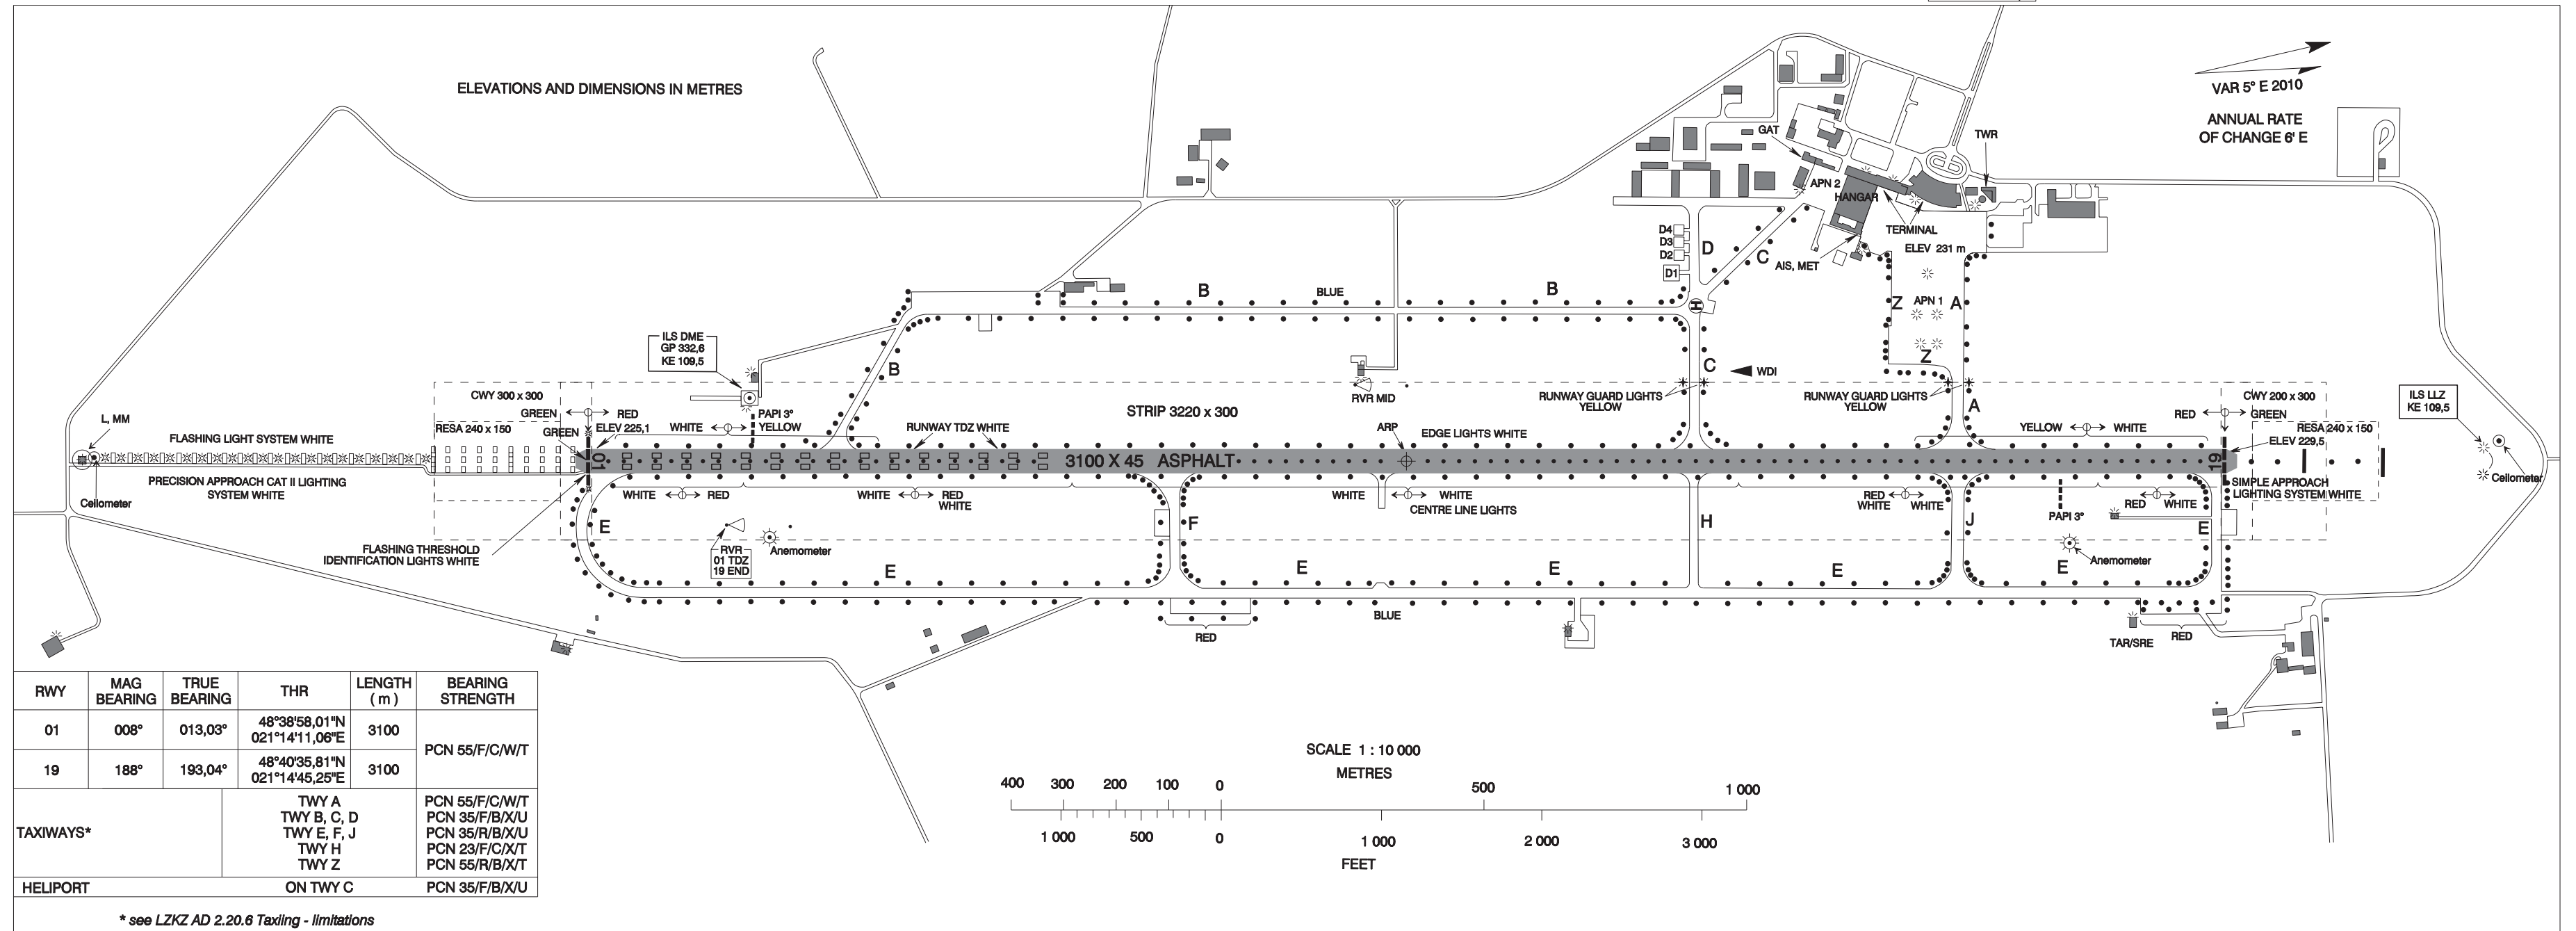 ELEVATIONS AND DIMENSIONS IN METRES
VAR 5° E 2010
ANNUAL RATE
OF CHANGE 6' E
GAT
TWR
APN 2
HANGAR
TERMINAL
ELEV 231 m
AIS, MET
D4
D3
D2
D1
D
C
H
B
BLUE
B
Z
APN 1
A
Z
ILS DME
GP 332,6
KE 109,5
B
C
WDI
RVR MID
RUNWAY GUARD LIGHTS
YELLOW
RUNWAY GUARD LIGHTS
YELLOW
A
ILS LLZ
KE 109,5
CWY 300 x 300
GREEN
RED
RESA 240 x 150
GREEN
ELEV 225,1
WHITE
PAPI 3°
YELLOW
RUNWAY TDZ WHITE
STRIP 3220 x 300
ARP
EDGE LIGHTS WHITE
YELLOW
WHITE
RED
GREEN
CWY 200 x 300
RESA 240 x 150
ELEV 229,5
L, MM
FLASHING LIGHT SYSTEM WHITE
01
3100 X 45 ASPHALT
19
PRECISION APPROACH CAT II LIGHTING
SYSTEM WHITE
Ceilometer
SIMPLE APPROACH
LIGHTING SYSTEM WHITE
Ceilometer
WHITE
RED
WHITE
RED
WHITE
WHITE
WHITE
CENTRE LINE LIGHTS
RED
WHITE
WHITE
PAPI 3°
RED
WHITE
E
F
H
J
E
FLASHING THRESHOLD
IDENTIFICATION LIGHTS WHITE
RVR
01 TDZ
19 END
Anemometer
Anemometer
E
E
E
E
E
RED
BLUE
TAR/SRE
RED
RWY
MAG
BEARING
TRUE
BEARING
THR
LENGTH
( m )
BEARING
STRENGTH
01
008°
013,03°
48°38'58,01"N
021°14'11,06"E
3100
PCN 55/F/C/W/T
19
188°
193,04°
48°40'35,81"N
021°14'45,25"E
3100
TAXIWAYS*
TWY A PCN 55/F/C/W/T
TWY B, C, D PCN 35/F/B/X/U
TWY E, F, J PCN 35/R/B/X/U
TWY H PCN 23/F/C/X/T
TWY Z PCN 55/R/B/X/T
HELIPORT ON TWY C PCN 35/F/B/X/U
* see LZKZ AD 2.20.6 Taxiing - limitations
SCALE 1 : 10 000
METRES
400 300 200 100 0 500 1 000
1 000 500 0 1 000 2 000 3 000
FEET